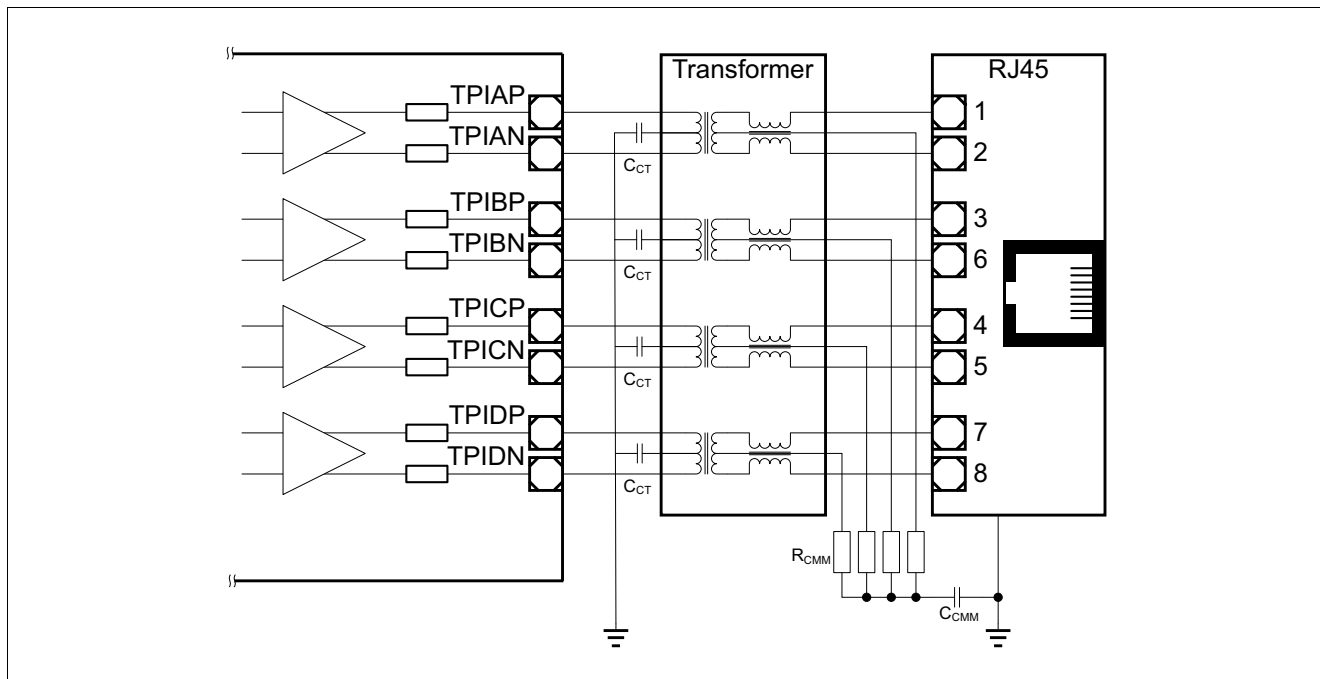 Transformer
RJ45
TPIAP
1
TPIAN
2
CCT
TPIBP
3
TPIBN
6
CCT
TPICP
4
TPICN
5
CCT
TPIDP
7
TPIDN
8
CCT
RCMM
CCMM